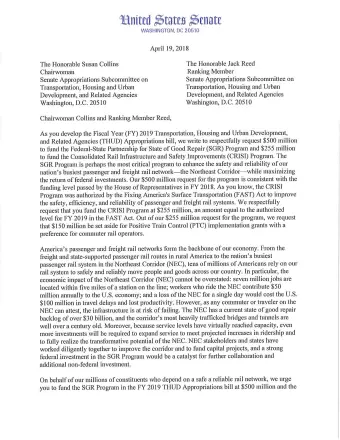 United States Senate
WASHINGTON, DC 20510
April 19, 2018
The Honorable Susan Collins
Chairwoman
Senate Appropriations Subcommittee on
Transportation, Housing and Urban
Development, and Related Agencies
Washington, D.C. 20510
The Honorable Jack Reed
Ranking Member
Senate Appropriations Subcommittee on
Transportation, Housing and Urban
Development, and Related Agencies
Washington, D.C. 20510
Chairwoman Collins and Ranking Member Reed,
As you develop the Fiscal Year (FY) 2019 Transportation, Housing and Urban Development,
and Related Agencies (THUD) Appropriations bill, we write to respectfully request $500 million
to fund the Federal-State Partnership for State of Good Repair (SGR) Program and $255 million
to fund the Consolidated Rail Infrastructure and Safety Improvements (CRISI) Program. The
SGR Program is perhaps the most critical program to enhance the safety and reliability of our
nation's busiest passenger and freight rail network—the Northeast Corridor—while maximizing
the return of federal investments. Our $500 million request for the program is consistent with the
funding level passed by the House of Representatives in FY 2018. As you know, the CRISI
Program was authorized by the Fixing America's Surface Transportation (FAST) Act to improve
the safety, efficiency, and reliability of passenger and freight rail systems. We respectfully
request that you fund the CRISI Program at $255 million, an amount equal to the authorized
level for FY 2019 in the FAST Act. Out of our $255 million request for the program, we request
that $150 million be set aside for Positive Train Control (PTC) implementation grants with a
preference for commuter rail operators.
America's passenger and freight rail networks form the backbone of our economy. From the
freight and state-supported passenger rail routes in rural America to the nation's busiest
passenger rail system in the Northeast Corridor (NEC), tens of millions of Americans rely on our
rail system to safely and reliably move people and goods across our country. In particular, the
economic impact of the Northeast Corridor (NEC) cannot be overstated: seven million jobs are
located within five miles of a station on the line; workers who ride the NEC contribute $50
million annually to the U.S. economy; and a loss of the NEC for a single day would cost the U.S.
$100 million in travel delays and lost productivity. However, as any commuter or traveler on the
NEC can attest, the infrastructure is at risk of failing. The NEC has a current state of good repair
backlog of over $30 billion, and the corridor's most heavily trafficked bridges and tunnels are
well over a century old. Moreover, because service levels have virtually reached capacity, even
more investments will be required to expand service to meet projected increases in ridership and
to fully realize the transformative potential of the NEC. NEC stakeholders and states have
worked diligently together to improve the corridor and to fund capital projects, and a strong
federal investment in the SGR Program would be a catalyst for further collaboration and
additional non-federal investment.
On behalf of our millions of constituents who depend on a safe a reliable rail network, we urge
you to fund the SGR Program in the FY 2019 THUD Appropriations bill at $500 million and the